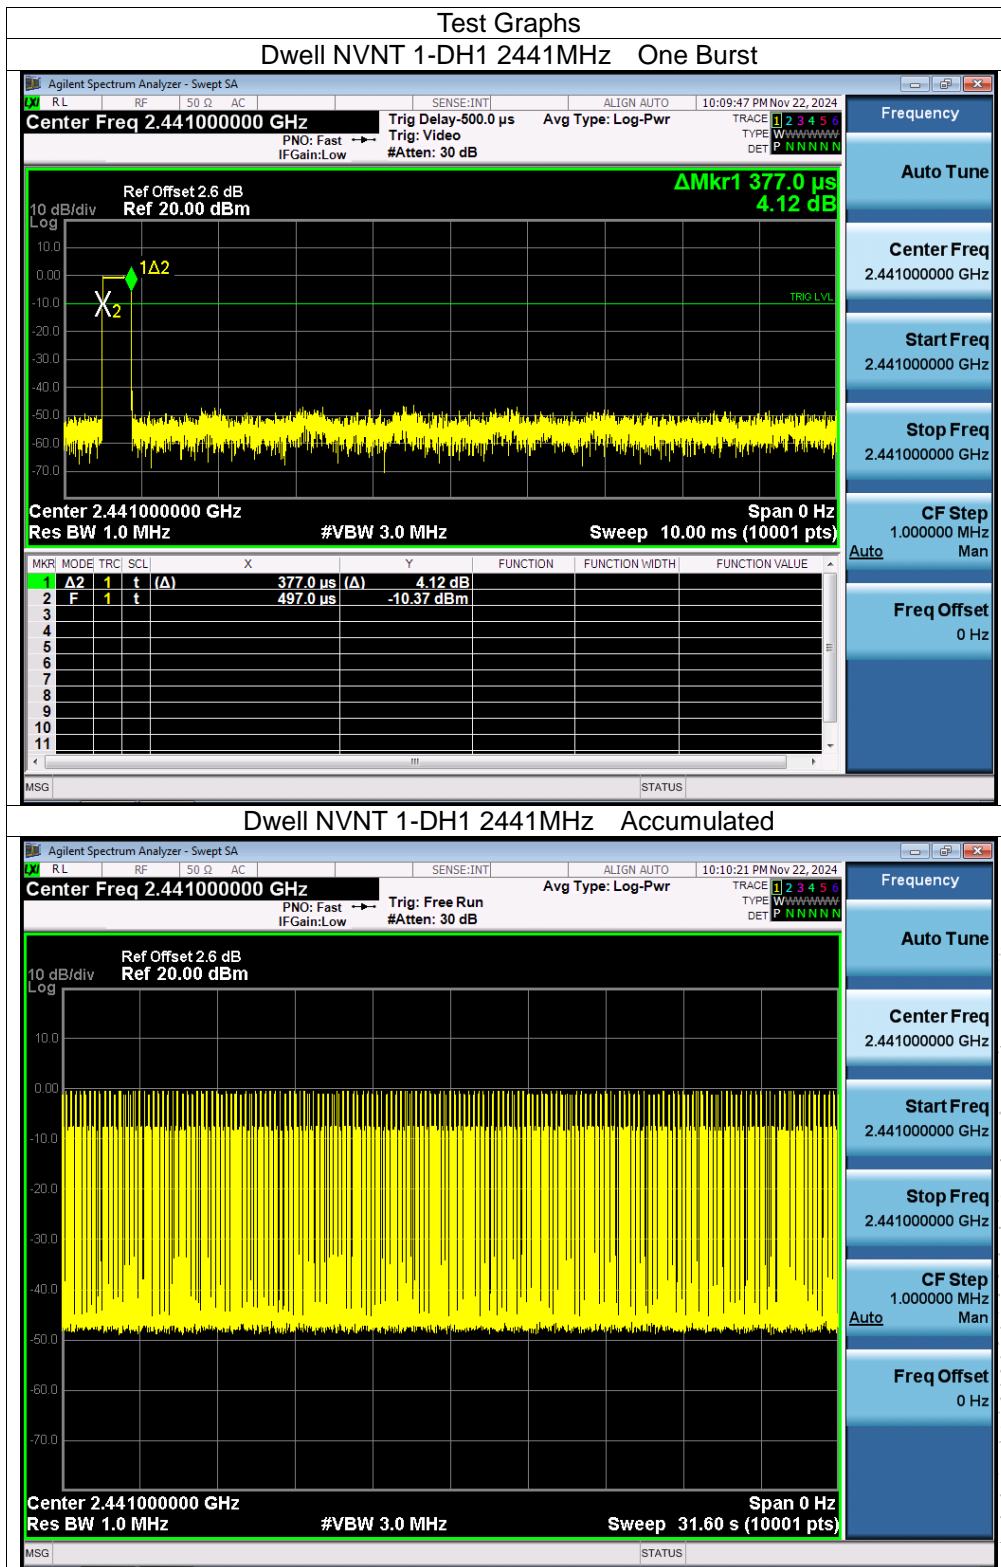 Test Graphs
Dwell NVNT 1-DH1 2441MHz One Burst
Agilent Spectrum Analyzer - Swept SA
LXI RL RF 50 Ω AC SENSE:INT ALIGN AUTO 10:09:47 PM Nov 22, 2024
Center Freq 2.441000000 GHz Trig Delay-500.0 µs Avg Type: Log-Pwr TRACE 1 2 3 4 5 6
PNO: Fast Trig: Video TYPE WWWWWW
IFGain:Low #Atten: 30 dB DET P N N N N N
Frequency
Auto Tune
Center Freq
2.441000000 GHz
Start Freq
2.441000000 GHz
Stop Freq
2.441000000 GHz
CF Step
1.000000 MHz
Auto Man
Freq Offset
0 Hz
ΔMkr1 377.0 µs
4.12 dB
Ref Offset 2.6 dB
10 dB/div Ref 20.00 dBm
Log
10.0
0.00
-10.0
-20.0
-30.0
-40.0
-50.0
-60.0
-70.0
1Δ2
X2
TRIG LVL
Center 2.441000000 GHz Span 0 Hz
Res BW 1.0 MHz #VBW 3.0 MHz Sweep 10.00 ms (10001 pts)
MKR MODE TRC SCL X Y FUNCTION FUNCTION WIDTH FUNCTION VALUE
1 Δ2 1 t (Δ) 377.0 µs (Δ) 4.12 dB
2 F 1 t 497.0 µs -10.37 dBm
3
4
5
6
7
8
9
10
11
MSG STATUS
Dwell NVNT 1-DH1 2441MHz Accumulated
Agilent Spectrum Analyzer - Swept SA
LXI RL RF 50 Ω AC SENSE:INT ALIGN AUTO 10:10:21 PM Nov 22, 2024
Center Freq 2.441000000 GHz Avg Type: Log-Pwr TRACE 1 2 3 4 5 6
PNO: Fast Trig: Free Run TYPE WWWWWW
IFGain:Low #Atten: 30 dB DET P N N N N N
Frequency
Auto Tune
Center Freq
2.441000000 GHz
Start Freq
2.441000000 GHz
Stop Freq
2.441000000 GHz
CF Step
1.000000 MHz
Auto Man
Freq Offset
0 Hz
Ref Offset 2.6 dB
10 dB/div Ref 20.00 dBm
Log
10.0
0.00
-10.0
-20.0
-30.0
-40.0
-50.0
-60.0
-70.0
Center 2.441000000 GHz Span 0 Hz
Res BW 1.0 MHz #VBW 3.0 MHz Sweep 31.60 s (10001 pts)
MSG STATUS